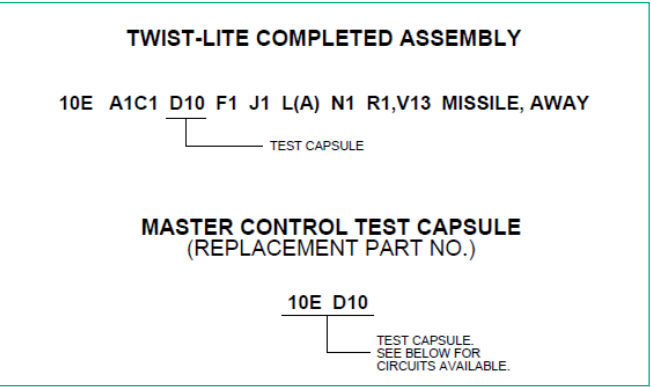 TWIST-LITE COMPLETED ASSEMBLY
10E A1C1 D10 F1 J1 L(A) N1 R1,V13 MISSILE, AWAY
TEST CAPSULE
MASTER CONTROL TEST CAPSULE
(REPLACEMENT PART NO.)
10E D10
TEST CAPSULE.
SEE BELOW FOR
CIRCUITS AVAILABLE.